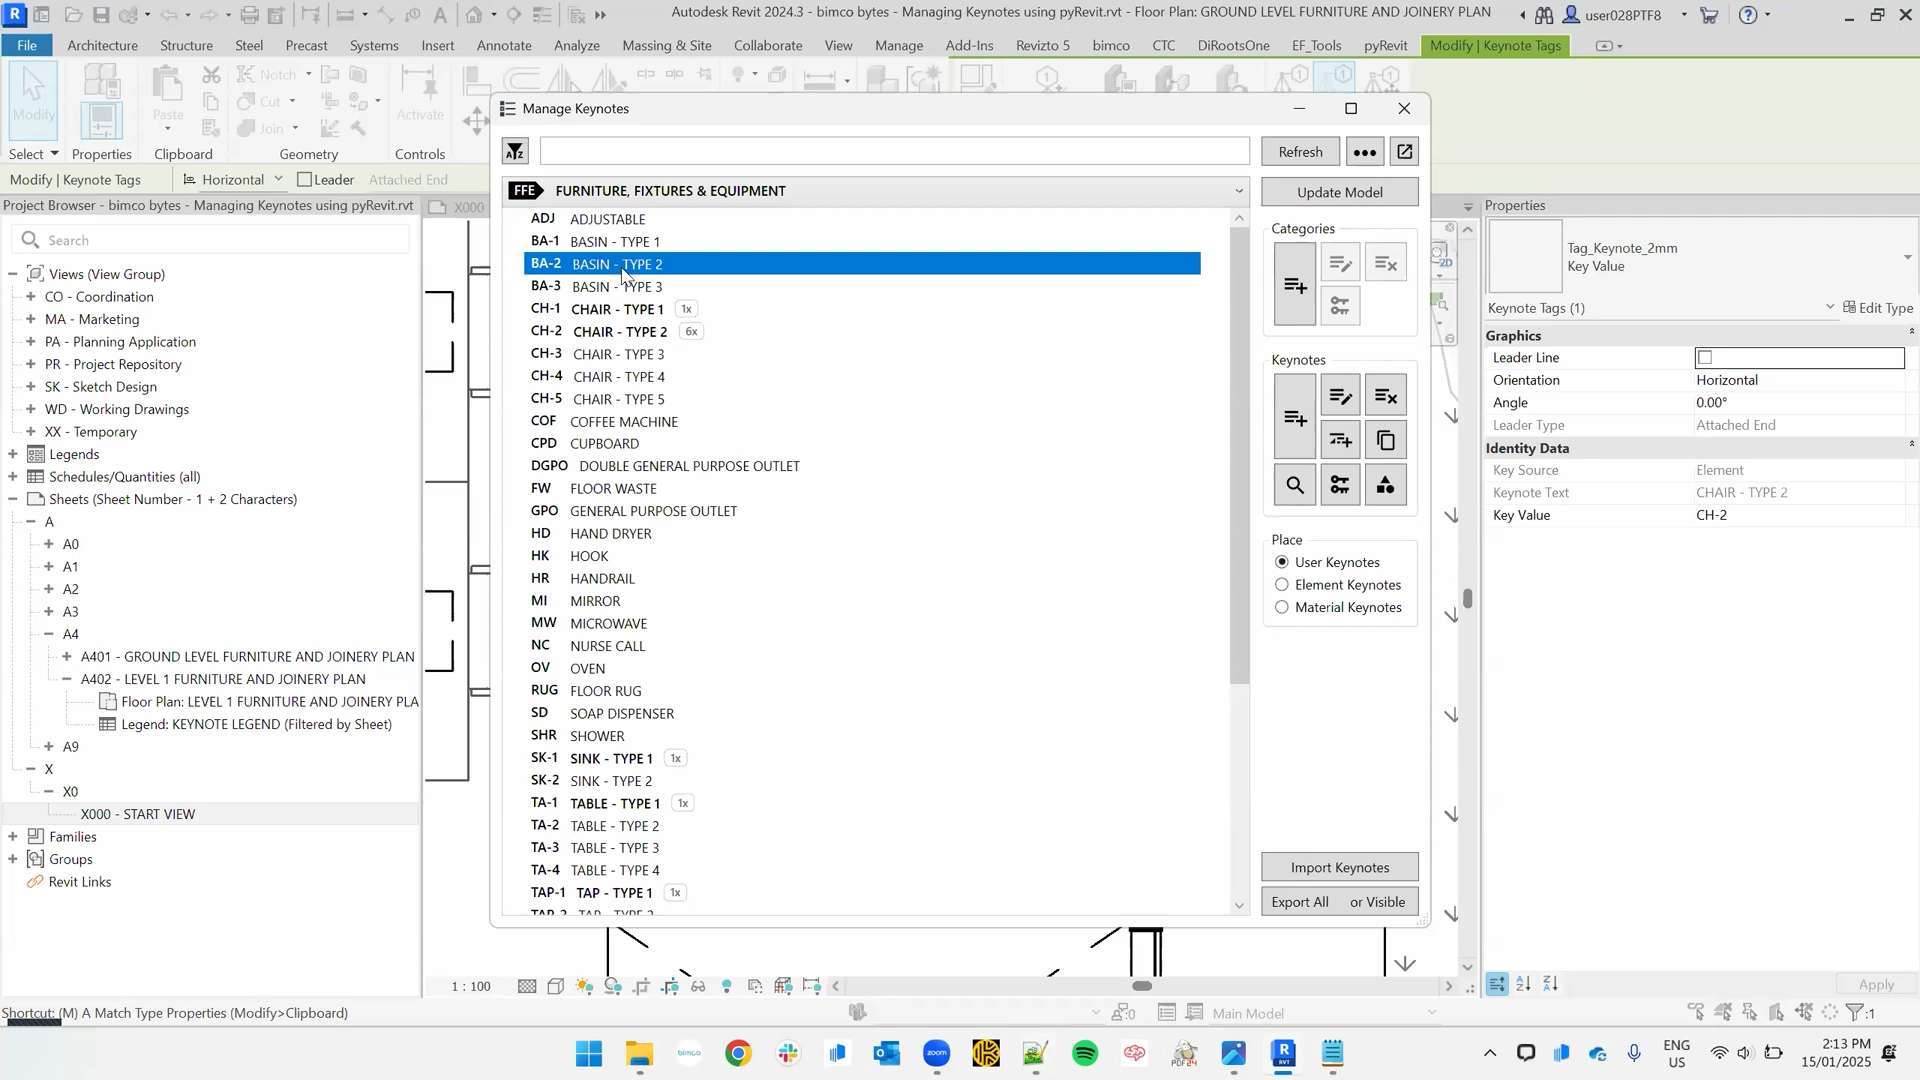 Autodesk Revit 2024.3 - bimco bytes - Managing Keynotes using pyRevit.rvt - Floor Plan: GROUND LEVEL FURNITURE AND JOINERY PLAN
user028PTF8
File Architecture Structure Steel Precast Systems Insert Annotate Analyze Massing & Site Collaborate View Manage Add-Ins Revizto 5 bimco CTC DiRootsOne EF_Tools pyRevit Modify | Keynote Tags
Modify
Paste
Notch
Cut
Join
Activate
Select Properties Clipboard Geometry Controls
Modify | Keynote Tags Horizontal Leader Attached End
Project Browser - bimco bytes - Managing Keynotes using pyRevit.rvt
X000
Search
Views (View Group)
CO - Coordination
MA - Marketing
PA - Planning Application
PR - Project Repository
SK - Sketch Design
WD - Working Drawings
XX - Temporary
Legends
Schedules/Quantities (all)
Sheets (Sheet Number - 1 + 2 Characters)
A
A0
A1
A2
A3
A4
A401 - GROUND LEVEL FURNITURE AND JOINERY PLAN
A402 - LEVEL 1 FURNITURE AND JOINERY PLAN
Floor Plan: LEVEL 1 FURNITURE AND JOINERY PLA
Legend: KEYNOTE LEGEND (Filtered by Sheet)
A9
X
X0
X000 - START VIEW
Families
Groups
Revit Links
Manage Keynotes
Refresh
FFE FURNITURE, FIXTURES & EQUIPMENT
Update Model
ADJ ADJUSTABLE
BA-1 BASIN - TYPE 1
BA-2 BASIN - TYPE 2
BA-3 BASIN - TYPE 3
CH-1 CHAIR - TYPE 1 1x
CH-2 CHAIR - TYPE 2 6x
CH-3 CHAIR - TYPE 3
CH-4 CHAIR - TYPE 4
CH-5 CHAIR - TYPE 5
COF COFFEE MACHINE
CPD CUPBOARD
DGPO DOUBLE GENERAL PURPOSE OUTLET
FW FLOOR WASTE
GPO GENERAL PURPOSE OUTLET
HD HAND DRYER
HK HOOK
HR HANDRAIL
MI MIRROR
MW MICROWAVE
NC NURSE CALL
OV OVEN
RUG FLOOR RUG
SD SOAP DISPENSER
SHR SHOWER
SK-1 SINK - TYPE 1 1x
SK-2 SINK - TYPE 2
TA-1 TABLE - TYPE 1 1x
TA-2 TABLE - TYPE 2
TA-3 TABLE - TYPE 3
TA-4 TABLE - TYPE 4
TAP-1 TAP - TYPE 1 1x
TAP-2 TAP - TYPE 2
Categories
Keynotes
Place
User Keynotes
Element Keynotes
Material Keynotes
Import Keynotes
Export All or Visible
Properties
Tag_Keynote_2mm
Key Value
Keynote Tags (1) Edit Type
Graphics
Leader Line
Orientation Horizontal
Angle 0.00°
Leader Type Attached End
Identity Data
Key Source Element
Keynote Text CHAIR - TYPE 2
Key Value CH-2
Apply
1 : 100
Shortcut: (M) A Match Type Properties (Modify>Clipboard)
:0
Main Model
:1
bimco
zoom
PDF24
RVT
ENG
US
2:13 PM
15/01/2025